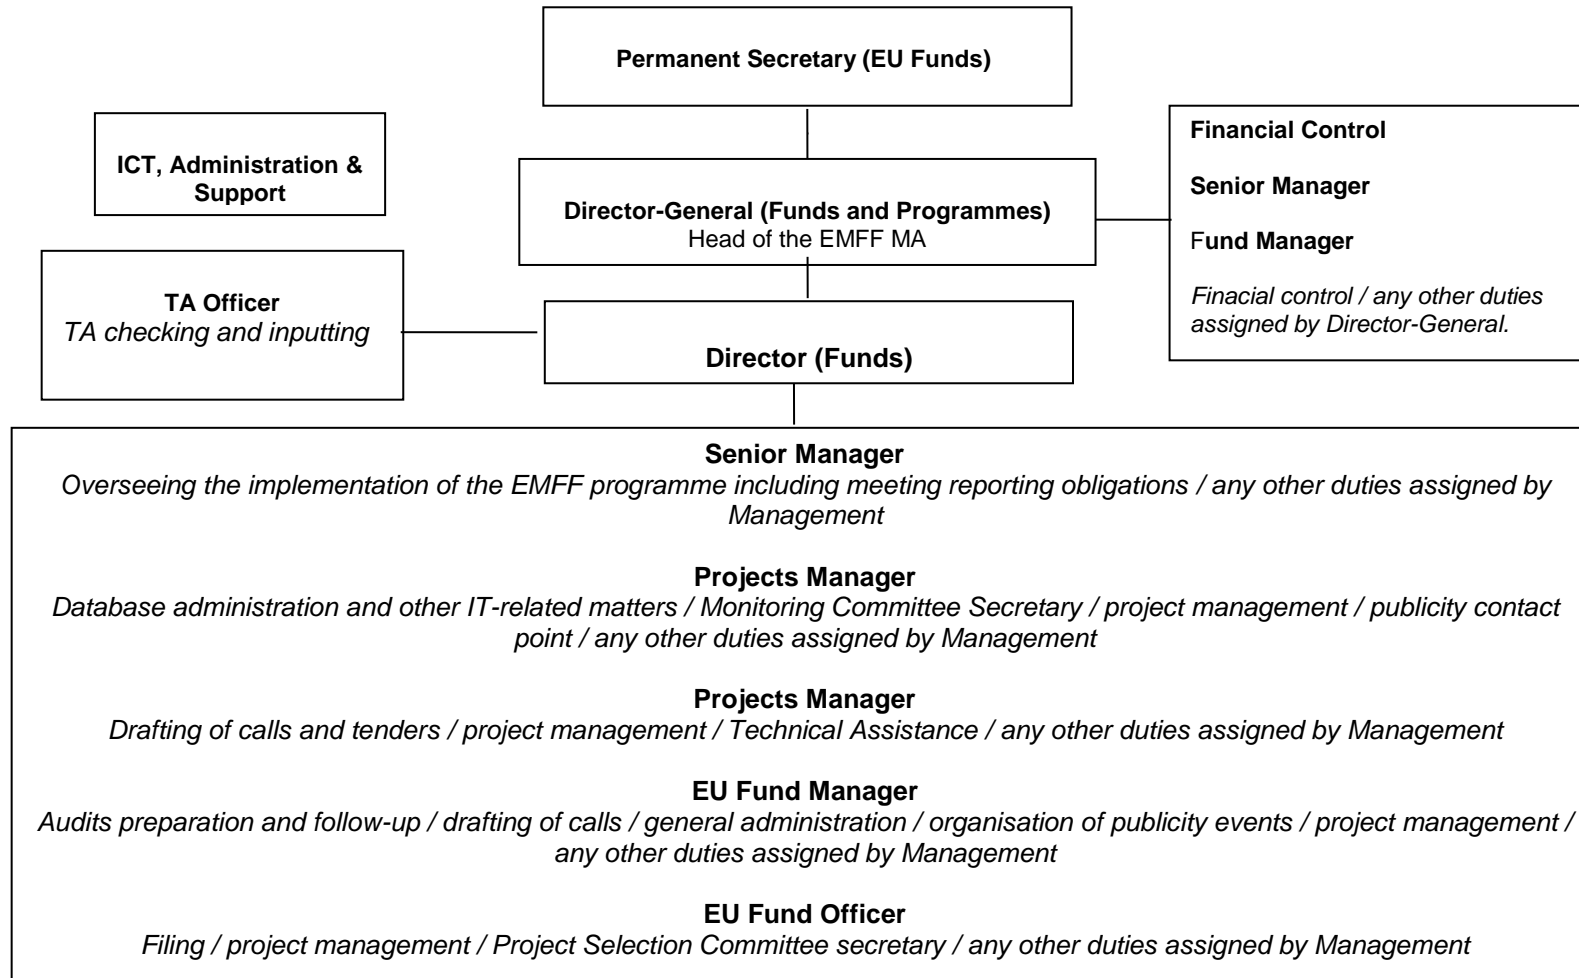 Permanent Secretary (EU Funds)
ICT, Administration &
Support
Financial Control
Senior Manager
Fund Manager
Finacial control / any other duties
assigned by Director-General.
Director-General (Funds and Programmes)
Head of the EMFF MA
TA Officer
TA checking and inputting
Director (Funds)
Senior Manager
Overseeing the implementation of the EMFF programme including meeting reporting obligations / any other duties assigned by
Management
Projects Manager
Database administration and other IT-related matters / Monitoring Committee Secretary / project management / publicity contact
point / any other duties assigned by Management
Projects Manager
Drafting of calls and tenders / project management / Technical Assistance / any other duties assigned by Management
EU Fund Manager
Audits preparation and follow-up / drafting of calls / general administration / organisation of publicity events / project management /
any other duties assigned by Management
EU Fund Officer
Filing / project management / Project Selection Committee secretary / any other duties assigned by Management